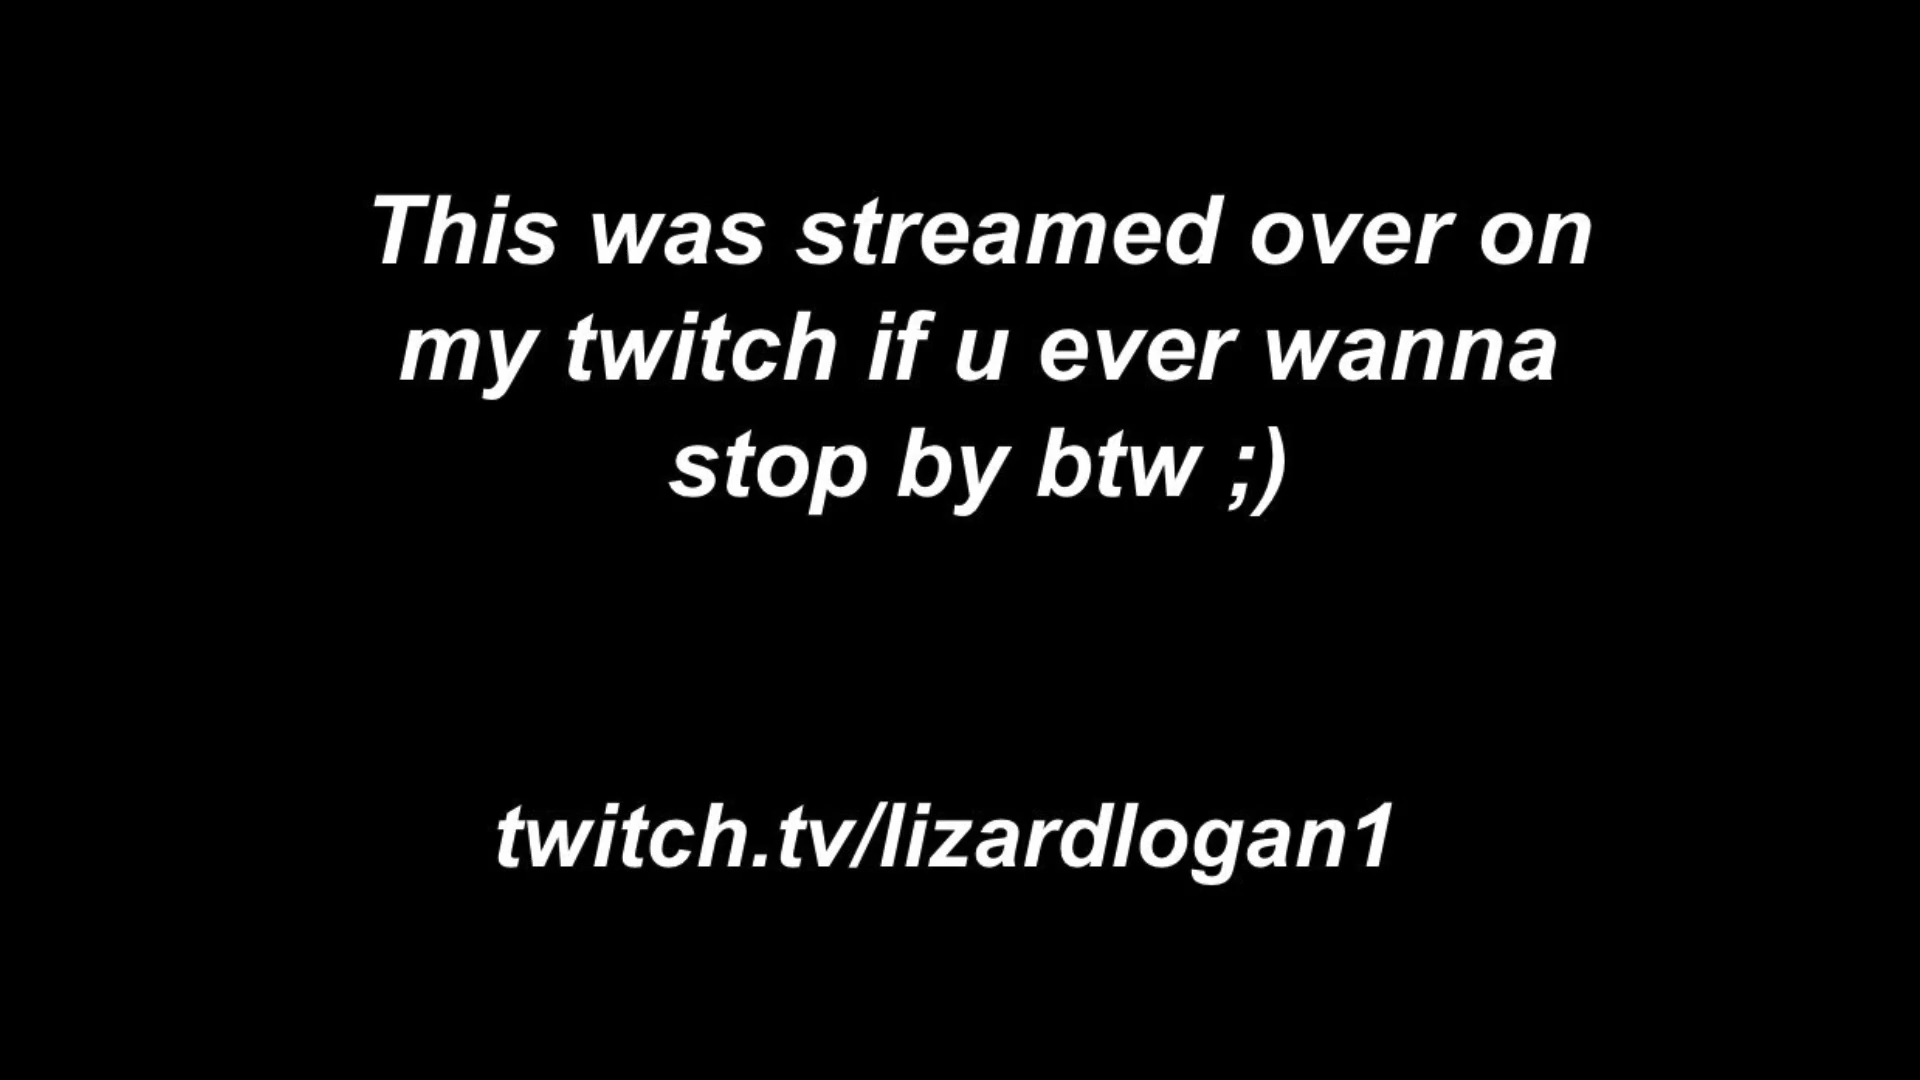 This was streamed over on
my twitch if u ever wanna
stop by btw ;)
twitch.tv/lizardlogan1